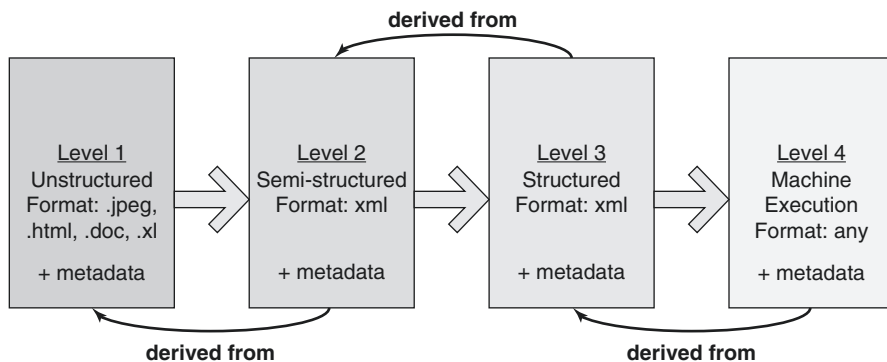 derived from
Level 1
Unstructured
Format: .jpeg,
.html, .doc, .xl
+ metadata
Level 2
Semi-structured
Format: xml
+ metadata
Level 3
Structured
Format: xml
+ metadata
Level 4
Machine
Execution
Format: any
+ metadata
derived from
derived from